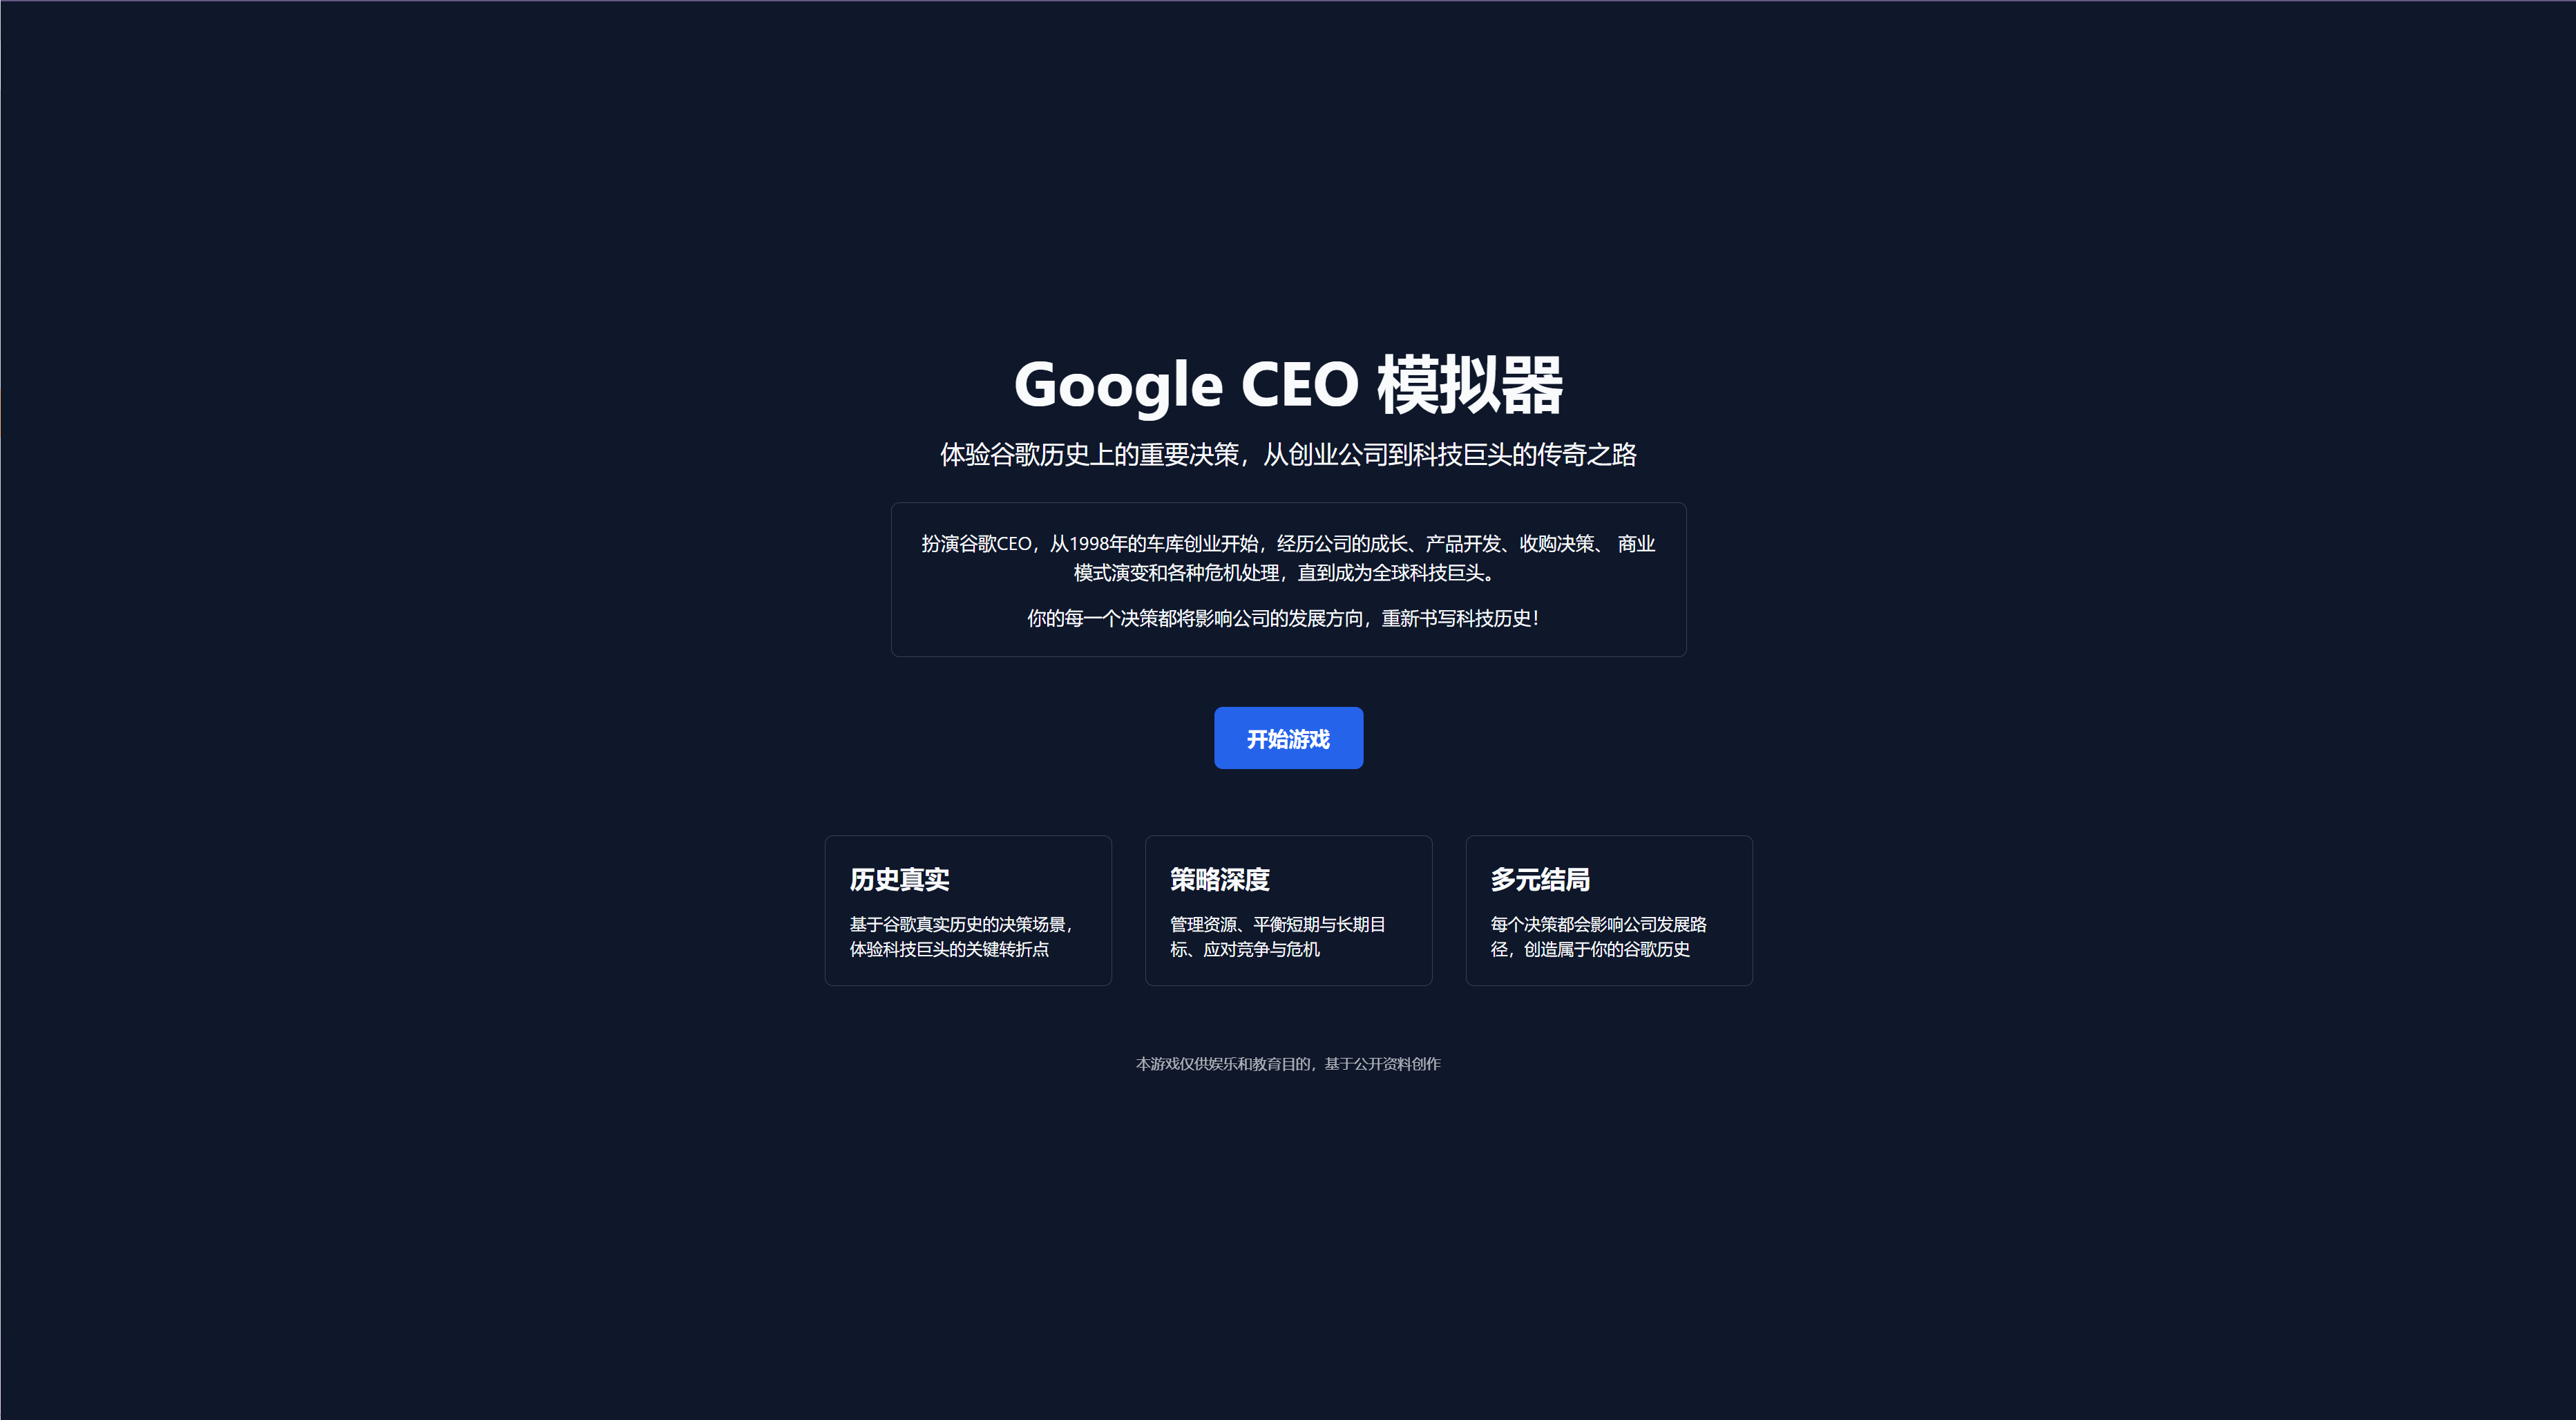 Google CEO 模拟器
体验谷歌历史上的重要决策，从创业公司到科技巨头的传奇之路
扮演谷歌CEO，从1998年的车库创业开始，经历公司的成长、产品开发、收购决策、 商业
模式演变和各种危机处理，直到成为全球科技巨头。
你的每一个决策都将影响公司的发展方向，重新书写科技历史！
开始游戏
历史真实
基于谷歌真实历史的决策场景，
体验科技巨头的关键转折点
策略深度
管理资源、平衡短期与长期目
标、应对竞争与危机
多元结局
每个决策都会影响公司发展路
径，创造属于你的谷歌历史
本游戏仅供娱乐和教育目的，基于公开资料创作